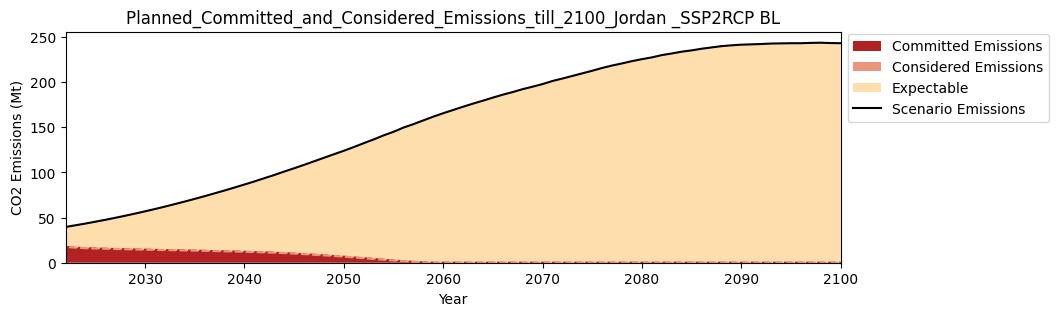 Planned_Committed_and_Considered_Emissions_till_2100_Jordan _SSP2RCP BL
250
200
150
100
50
0
CO2 Emissions (Mt)
2030 2040 2050 2060 2070 2080 2090 2100
Year
Committed Emissions
Considered Emissions
Expectable
Scenario Emissions